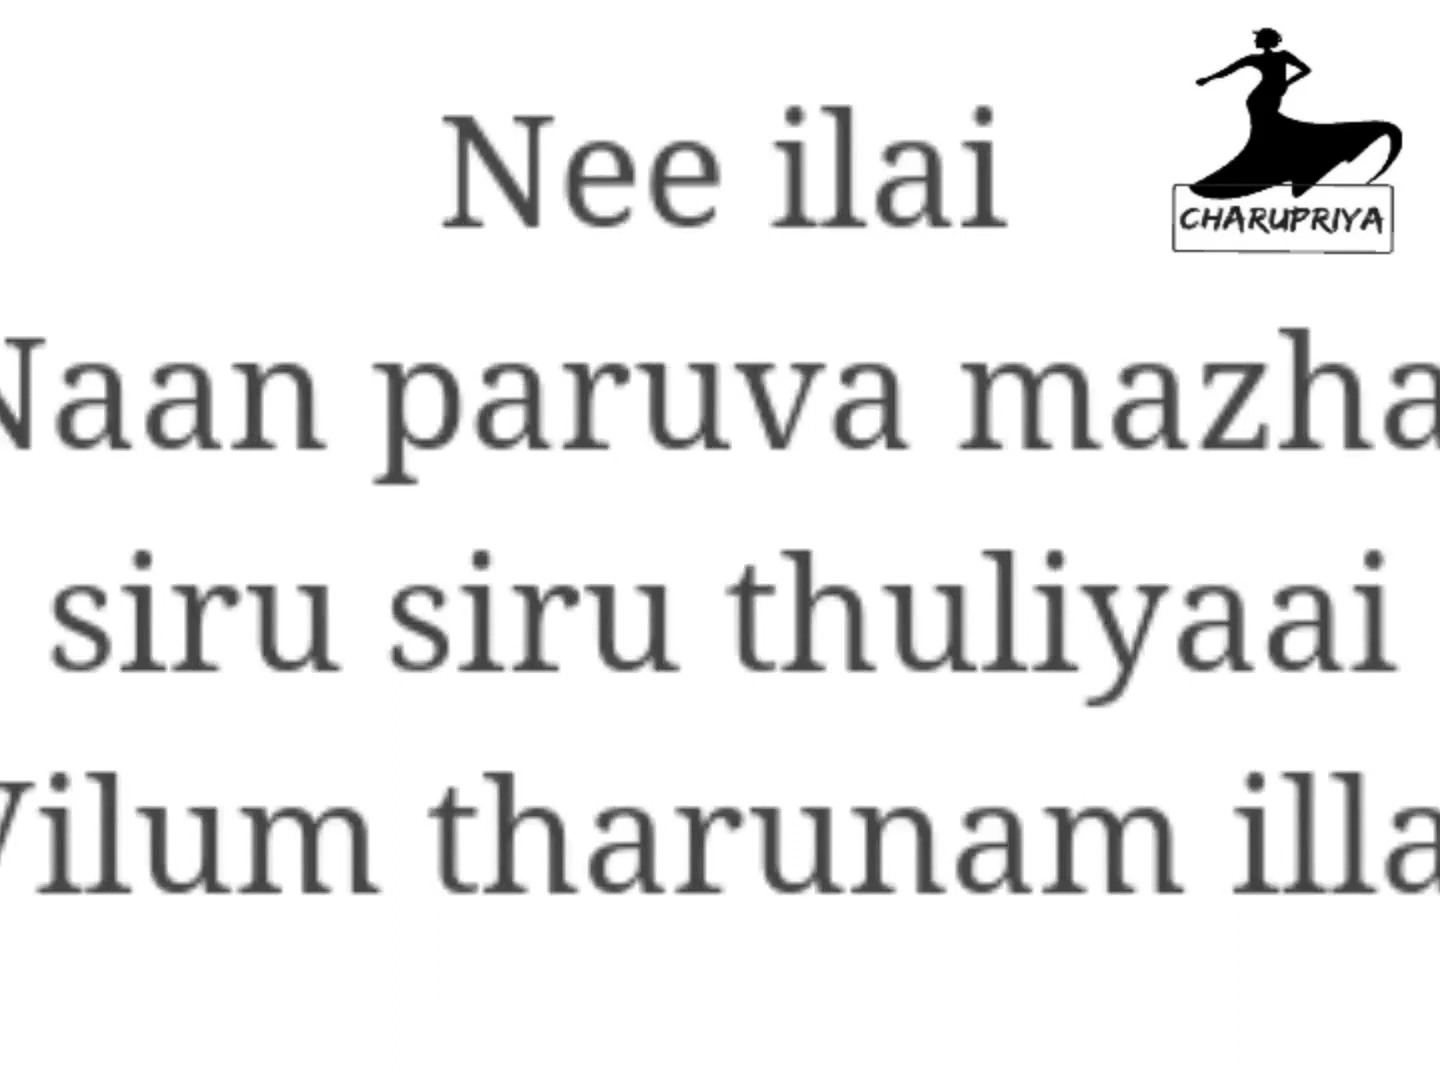 Nee ilai
CHARUPRIYA
Naan paruva mazha
siru siru thuliyaai
Vilum tharunam illa